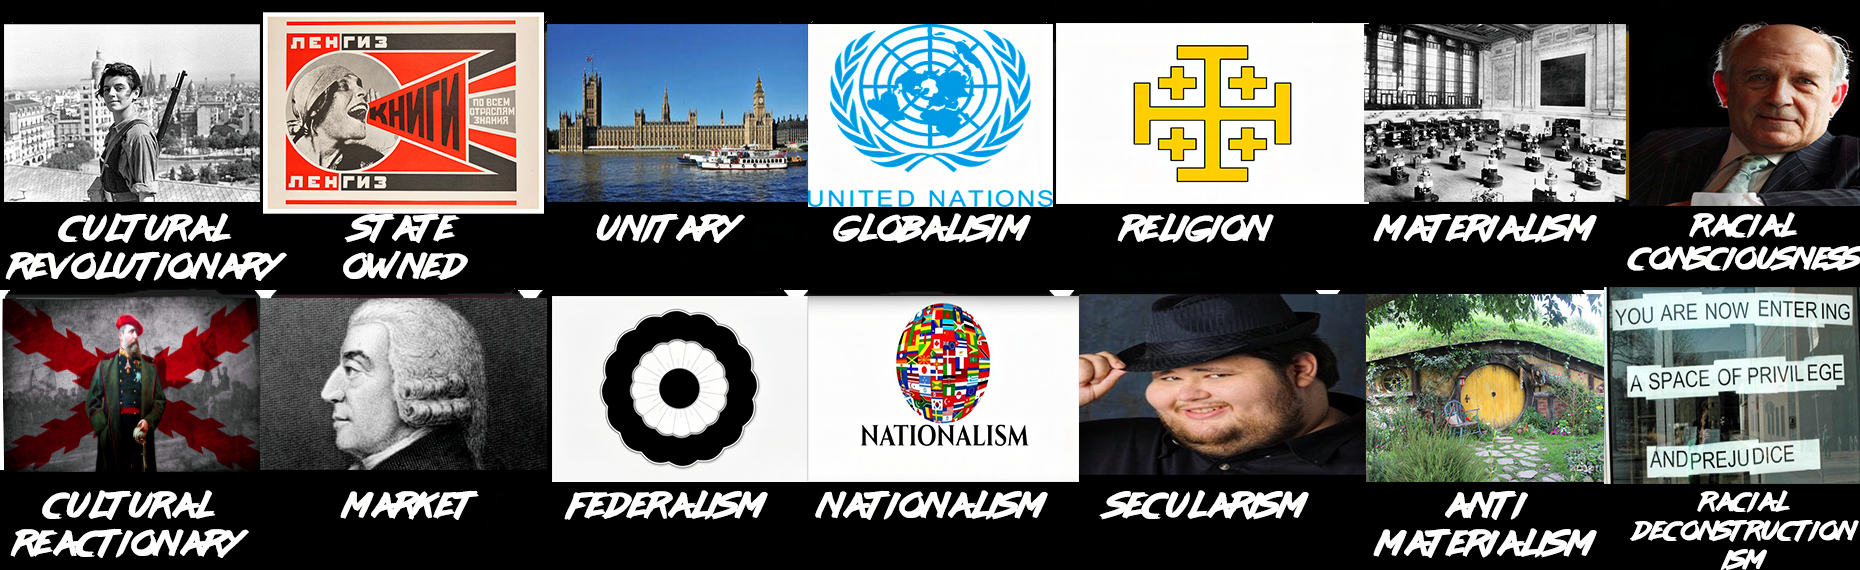 ЛЕНГИЗ
КНИГИ
ПО ВСЕМ
ОТРАСЛЯМ
ЗНАНИЯ
ЛЕНГИЗ
UNITED NATIONS
CULTURAL
REVOLUTIONARY
STATE
OWNED
UNITARY
GLOBALISIM
RELIGION
MATERIALISM
RACIAL
CONSCIOUSNESS
NATIONALISM
YOU ARE NOW ENTERING
A SPACE OF PRIVILEGE
AND PREJUDICE
CULTURAL
REACTIONARY
MARKET
FEDERALISM
NATIONALISM
SECULARISM
ANTI
MATERIALISM
RACIAL
DECONSTRUCTION
ISM